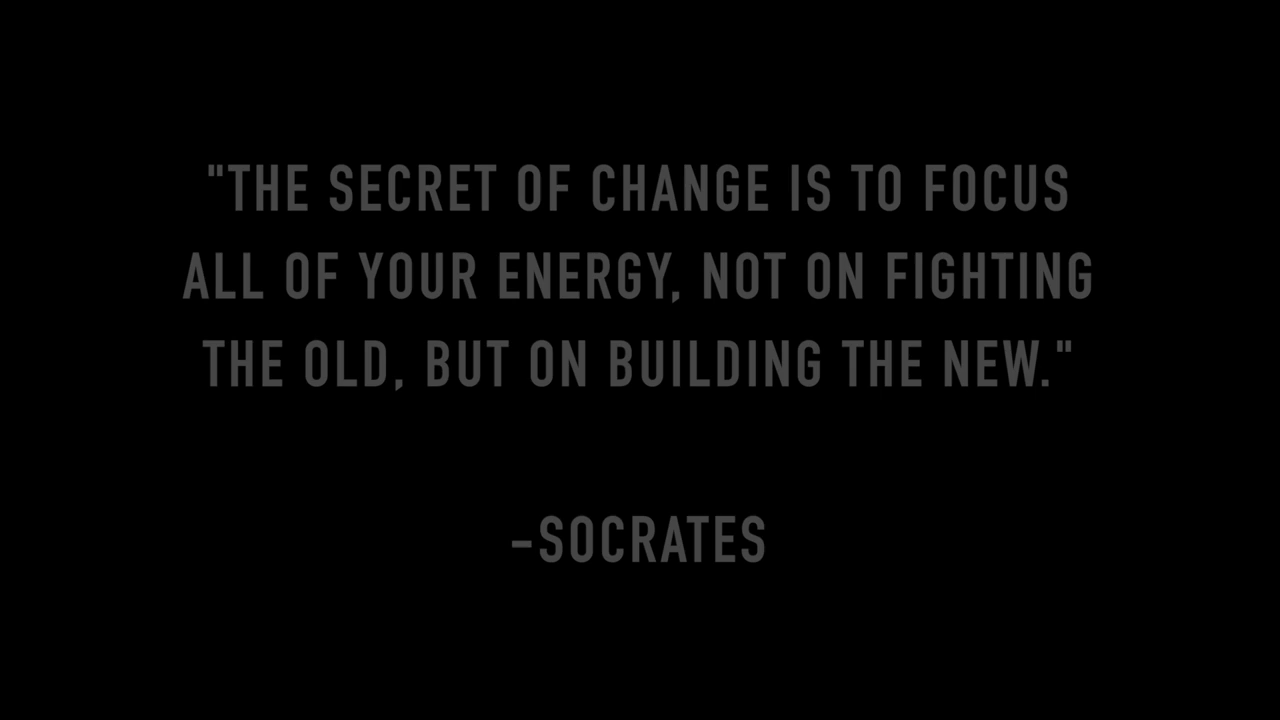 "THE SECRET OF CHANGE IS TO FOCUS
ALL OF YOUR ENERGY, NOT ON FIGHTING
THE OLD, BUT ON BUILDING THE NEW."
-SOCRATES